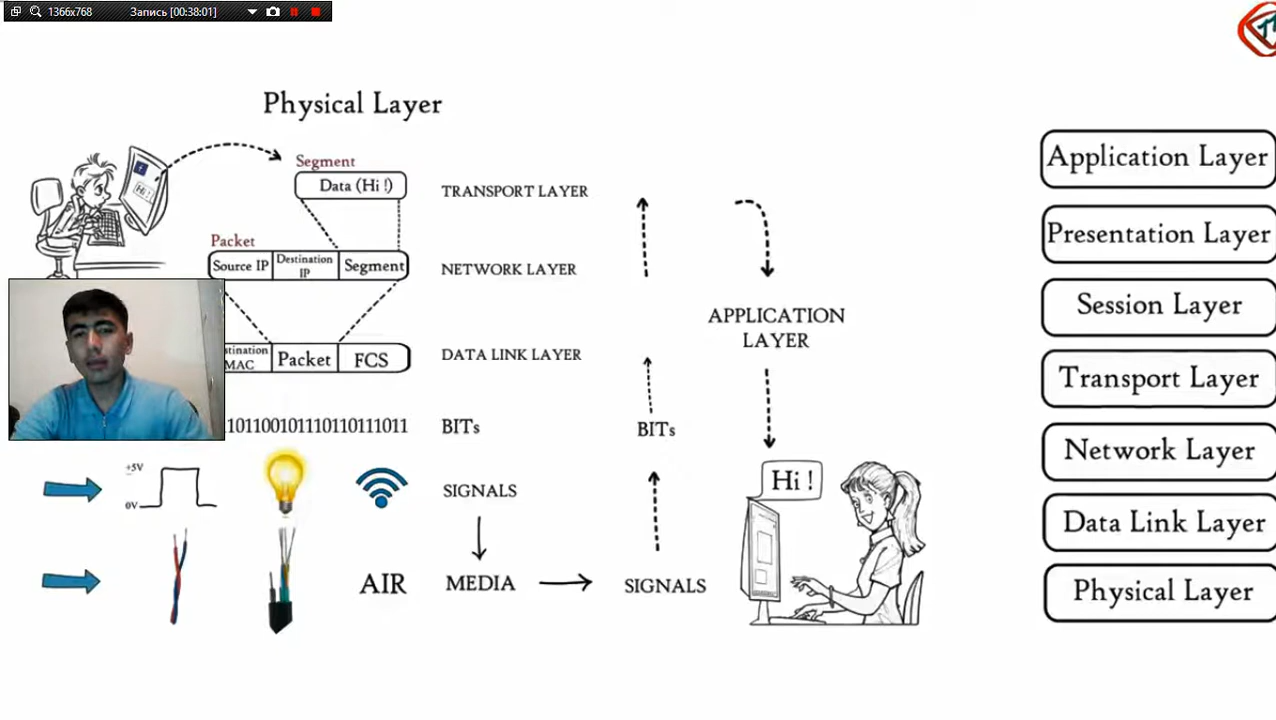 1366x768 Запись [00:38:01]
Physical Layer
Segment
Data (Hi !)
TRANSPORT LAYER
Packet
Source IP
Destination
IP
Segment
NETWORK LAYER
MAC
Packet
FCS
DATA LINK LAYER
BITs
+5V
0V
SIGNALS
AIR
MEDIA
SIGNALS
BITs
APPLICATION
LAYER
Hi !
Hi !
Application Layer
Presentation Layer
Session Layer
Transport Layer
Network Layer
Data Link Layer
Physical Layer